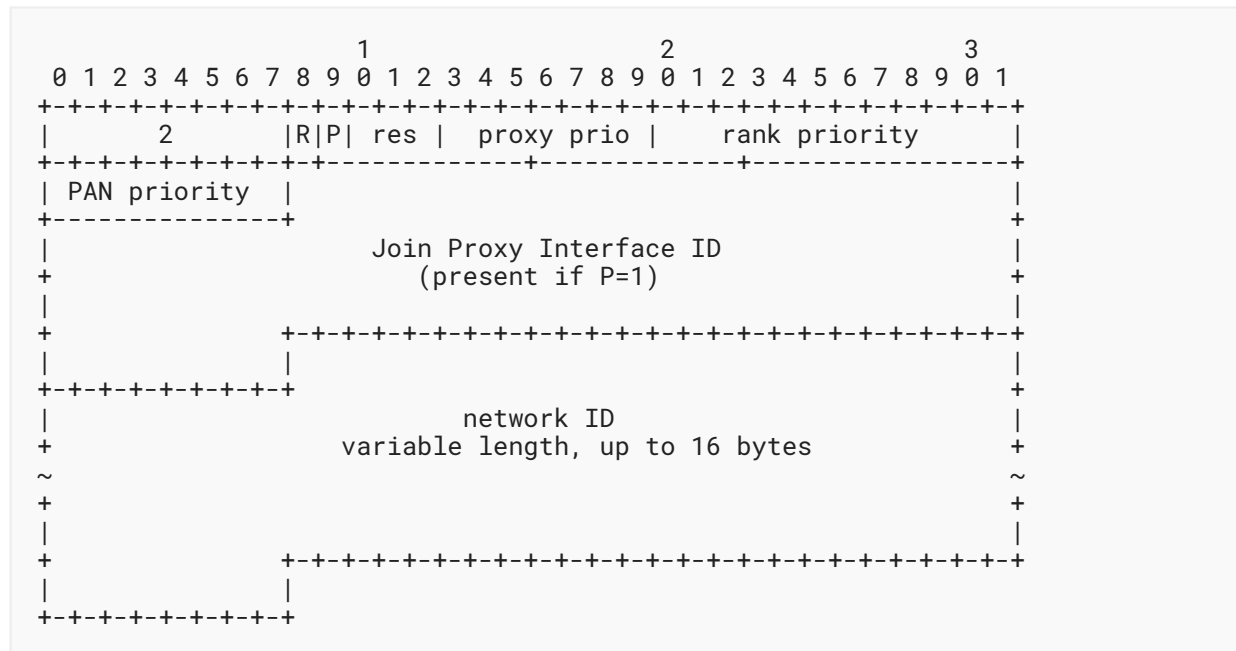 1                   2                   3
 0 1 2 3 4 5 6 7 8 9 0 1 2 3 4 5 6 7 8 9 0 1 2 3 4 5 6 7 8 9 0 1
+-+-+-+-+-+-+-+-+-+-+-+-+-+-+-+-+-+-+-+-+-+-+-+-+-+-+-+-+-+-+-+-+
|       2       |R|P| res |  proxy prio |    rank priority      |
+-+-+-+-+-+-+-+-+-+-------------+-------------+-----------------+
| PAN priority  |                                               |
+---------------+                                               +
|                     Join Proxy Interface ID                   |
+                        (present if P=1)                       +
|                                                               |
+               +-+-+-+-+-+-+-+-+-+-+-+-+-+-+-+-+-+-+-+-+-+-+-+-+
|               |                                               |
+-+-+-+-+-+-+-+-+                                               +
|                           network ID                          |
+                   variable length, up to 16 bytes             +
~                                                               ~
+                                                               +
|                                                               |
+               +-+-+-+-+-+-+-+-+-+-+-+-+-+-+-+-+-+-+-+-+-+-+-+-+
|               |
+-+-+-+-+-+-+-+-+